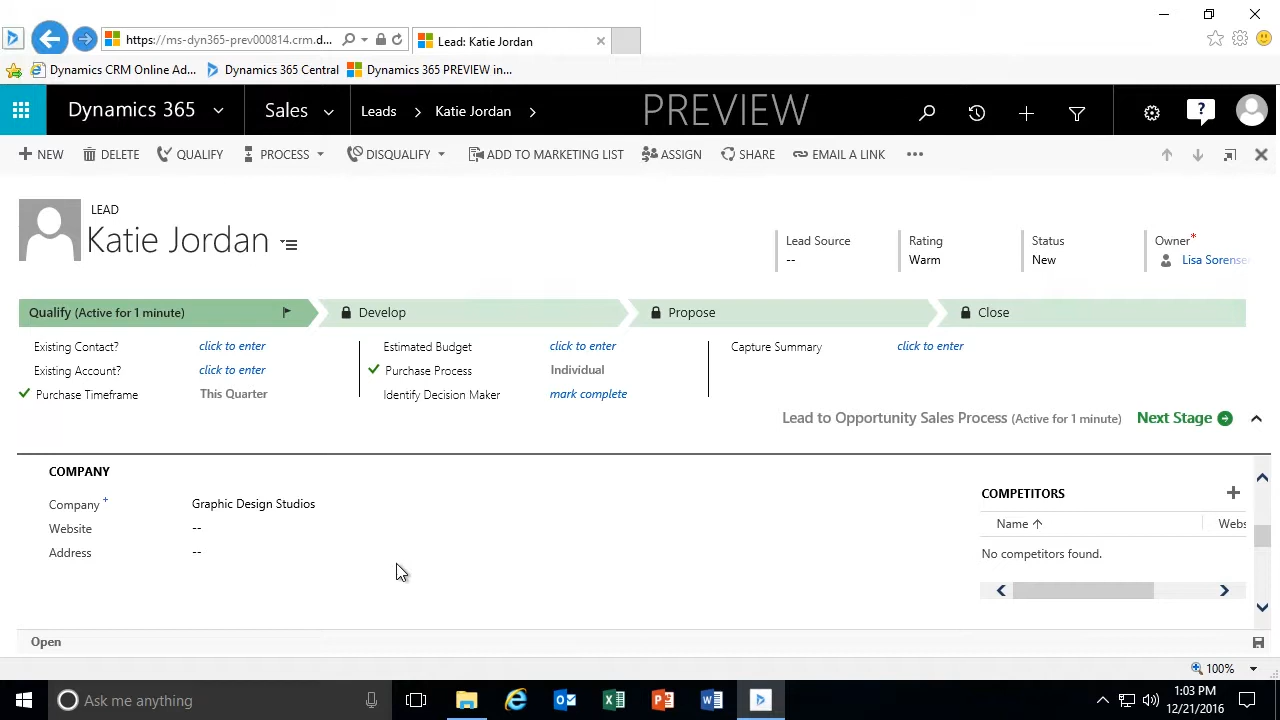 https://ms-dyn365-prev000814.crm.d...
Lead: Katie Jordan
Dynamics CRM Online Ad...
Dynamics 365 Central
Dynamics 365 PREVIEW in...
Dynamics 365
Sales
Leads
Katie Jordan
PREVIEW
NEW
DELETE
QUALIFY
PROCESS
DISQUALIFY
ADD TO MARKETING LIST
ASSIGN
SHARE
EMAIL A LINK
LEAD
Katie Jordan
Lead Source
--
Rating
Warm
Status
New
Owner*
Lisa Sorense
Qualify (Active for 1 minute)
Develop
Propose
Close
Existing Contact? click to enter
Existing Account? click to enter
Purchase Timeframe This Quarter
Estimated Budget click to enter
Purchase Process Individual
Identify Decision Maker mark complete
Capture Summary click to enter
Lead to Opportunity Sales Process (Active for 1 minute) Next Stage
COMPANY
Company + Graphic Design Studios
Website --
Address --
COMPETITORS
Name Webs
No competitors found.
Open
100%
Ask me anything
1:03 PM
12/21/2016